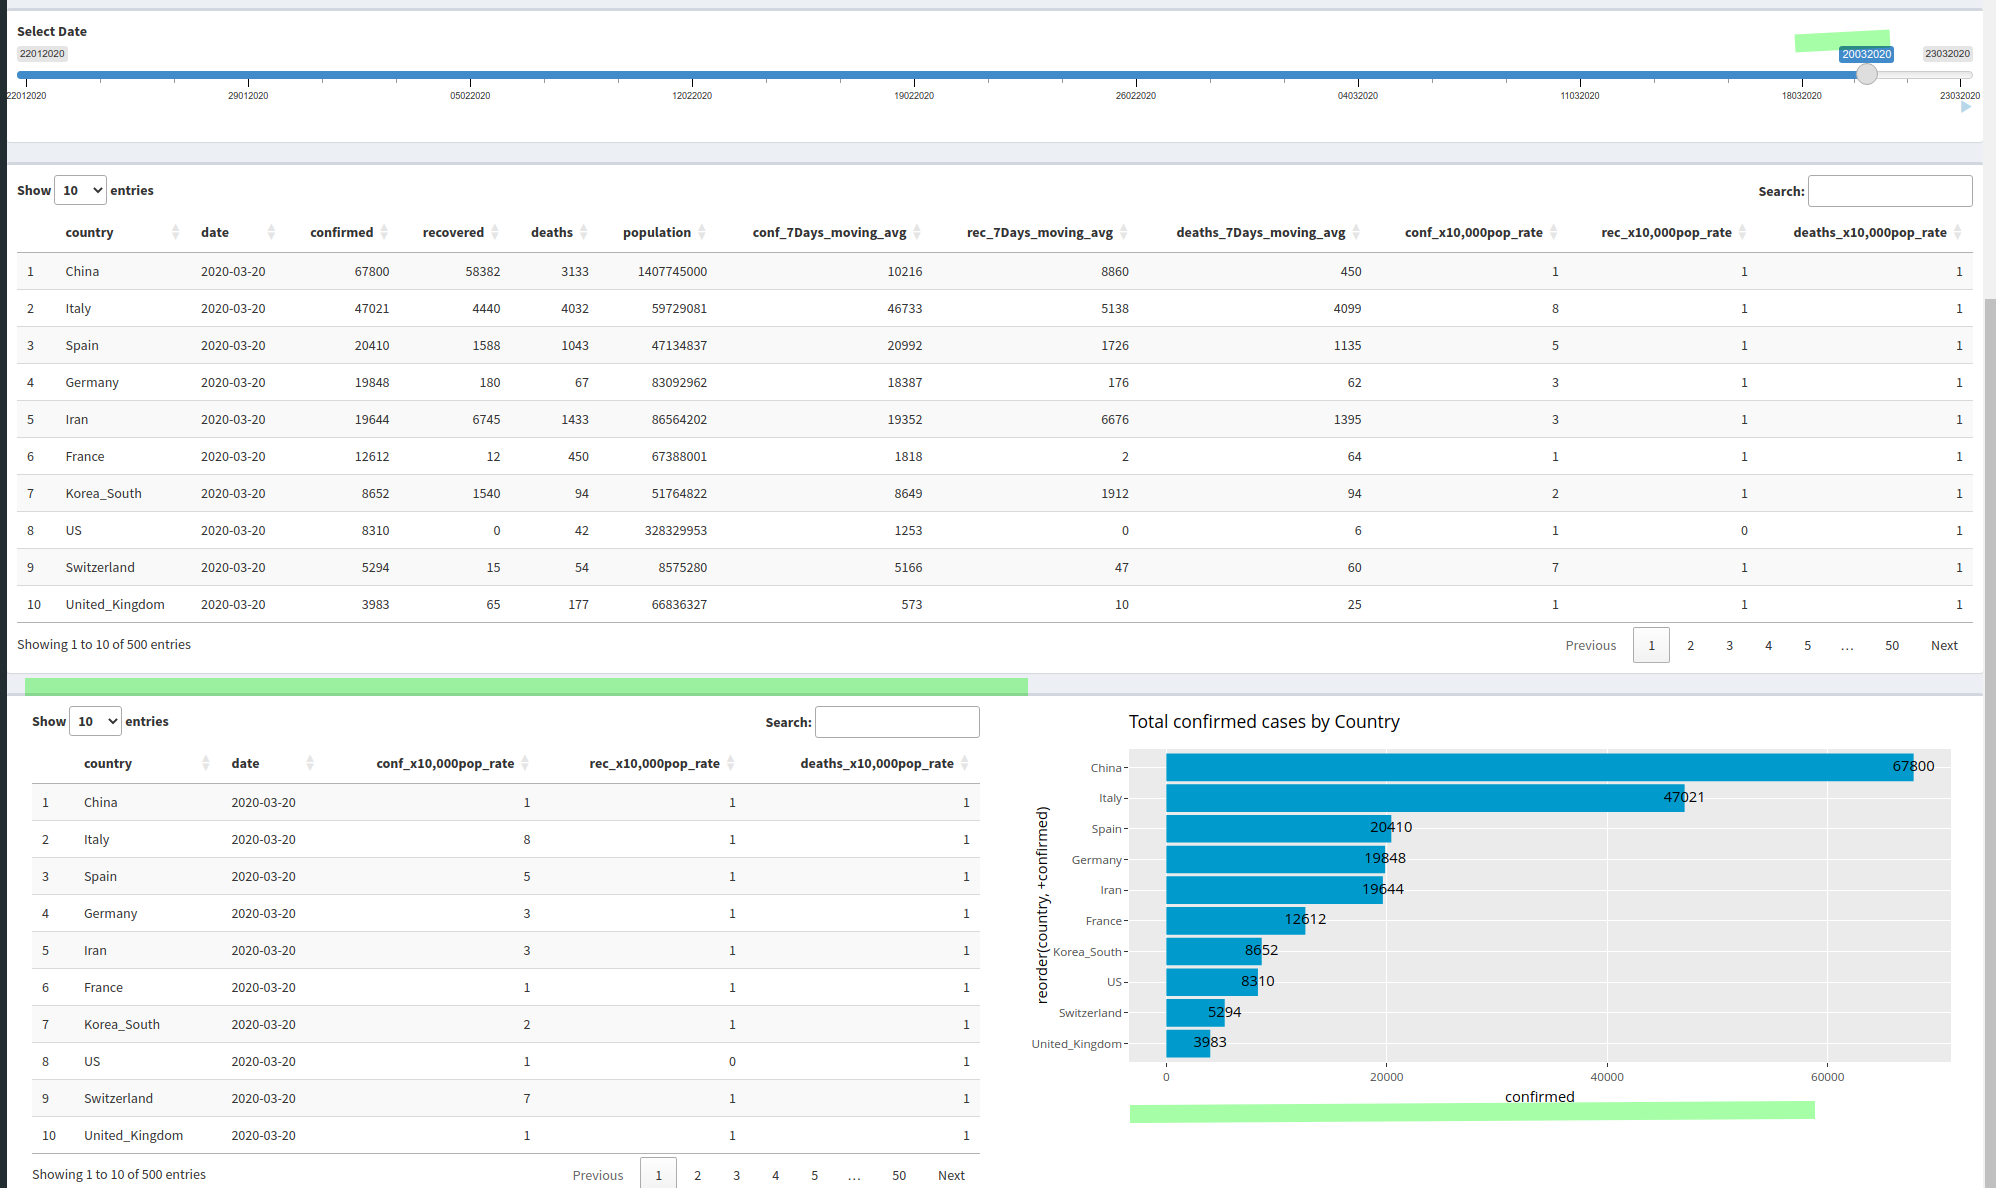 Select Date
22012020 20032020 23032020
22012020 29012020 05022020 12022020 19022020 26022020 04032020 11032020 18032020 23032020
Show 10 entries Search:
country date confirmed recovered deaths population conf_7Days_moving_avg rec_7Days_moving_avg deaths_7Days_moving_avg conf_x10,000pop_rate rec_x10,000pop_rate deaths_x10,000pop_rate
1 China 2020-03-20 67800 58382 3133 1407745000 10216 8860 450 1 1 1
2 Italy 2020-03-20 47021 4440 4032 59729081 46733 5138 4099 8 1 1
3 Spain 2020-03-20 20410 1588 1043 47134837 20992 1726 1135 5 1 1
4 Germany 2020-03-20 19848 180 67 83092962 18387 176 62 3 1 1
5 Iran 2020-03-20 19644 6745 1433 86564202 19352 6676 1395 3 1 1
6 France 2020-03-20 12612 12 450 67388001 1818 2 64 1 1 1
7 Korea_South 2020-03-20 8652 1540 94 51764822 8649 1912 94 2 1 1
8 US 2020-03-20 8310 0 42 328329953 1253 0 6 1 0 1
9 Switzerland 2020-03-20 5294 15 54 8575280 5166 47 60 7 1 1
10 United_Kingdom 2020-03-20 3983 65 177 66836327 573 10 25 1 1 1
Showing 1 to 10 of 500 entries Previous 1 2 3 4 5 … 50 Next
Show 10 entries Search:
country date conf_x10,000pop_rate rec_x10,000pop_rate deaths_x10,000pop_rate
1 China 2020-03-20 1 1 1
2 Italy 2020-03-20 8 1 1
3 Spain 2020-03-20 5 1 1
4 Germany 2020-03-20 3 1 1
5 Iran 2020-03-20 3 1 1
6 France 2020-03-20 1 1 1
7 Korea_South 2020-03-20 2 1 1
8 US 2020-03-20 1 0 1
9 Switzerland 2020-03-20 7 1 1
10 United_Kingdom 2020-03-20 1 1 1
Showing 1 to 10 of 500 entries Previous 1 2 3 4 5 … 50 Next
Total confirmed cases by Country
reorder(country, +confirmed)
China 67800
Italy 47021
Spain 20410
Germany 19848
Iran 19644
France 12612
Korea_South 8652
US 8310
Switzerland 5294
United_Kingdom 3983
0 20000 40000 60000
confirmed